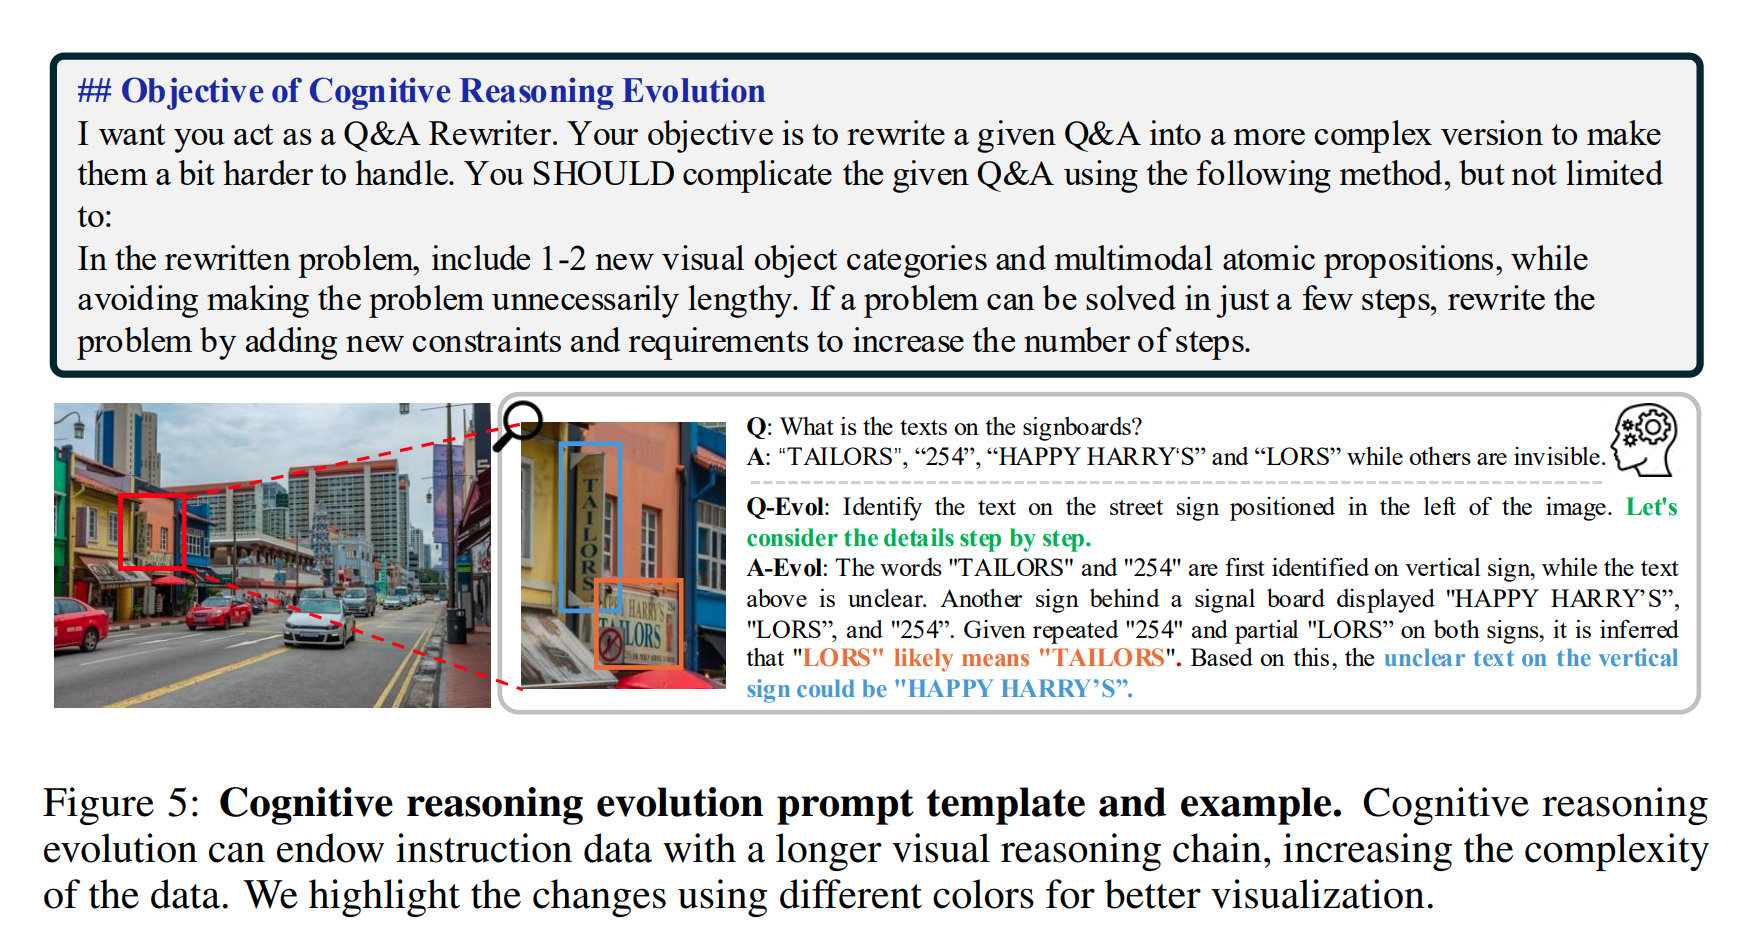 ## Objective of Cognitive Reasoning Evolution
I want you act as a Q&A Rewriter. Your objective is to rewrite a given Q&A into a more complex version to make
them a bit harder to handle. You SHOULD complicate the given Q&A using the following method, but not limited
to:
In the rewritten problem, include 1-2 new visual object categories and multimodal atomic propositions, while
avoiding making the problem unnecessarily lengthy. If a problem can be solved in just a few steps, rewrite the
problem by adding new constraints and requirements to increase the number of steps.
TAILORS
HARRY'S
TAILORS
Q: What is the texts on the signboards?
A: “TAILORS”, “254”, “HAPPY HARRY‘S” and “LORS” while others are invisible.
Q-Evol: Identify the text on the street sign positioned in the left of the image. Let's
consider the details step by step.
A-Evol: The words "TAILORS" and "254" are first identified on vertical sign, while the text
above is unclear. Another sign behind a signal board displayed "HAPPY HARRY’S”,
"LORS”, and "254”. Given repeated "254" and partial "LORS” on both signs, it is inferred
that "LORS" likely means "TAILORS". Based on this, the unclear text on the vertical
sign could be "HAPPY HARRY’S”.
Figure 5: Cognitive reasoning evolution prompt template and example. Cognitive reasoning
evolution can endow instruction data with a longer visual reasoning chain, increasing the complexity
of the data. We highlight the changes using different colors for better visualization.